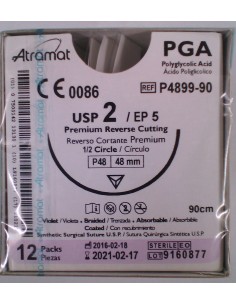 Atramat
PGA
Polyglycolic Acid
Ácido Poliglicólico
CE 0086
REF P4899-90
USP 2 / EP 5
Premium Reverse Cutting
Reverso Cortante Premium
1/2 Circle / Círculo
P48 48 mm
Violet / Violeta Braided / Trenzada Absorbable / Absorbible
Coated / Con recubrimiento
Synthetic Surgical Suture U.S.P. / Sutura Quirúrgica Sintética U.S.P.
90cm
12 Packs
Piezas
2016-02-18
2021-02-17
STERILE EO
LOT 9160877